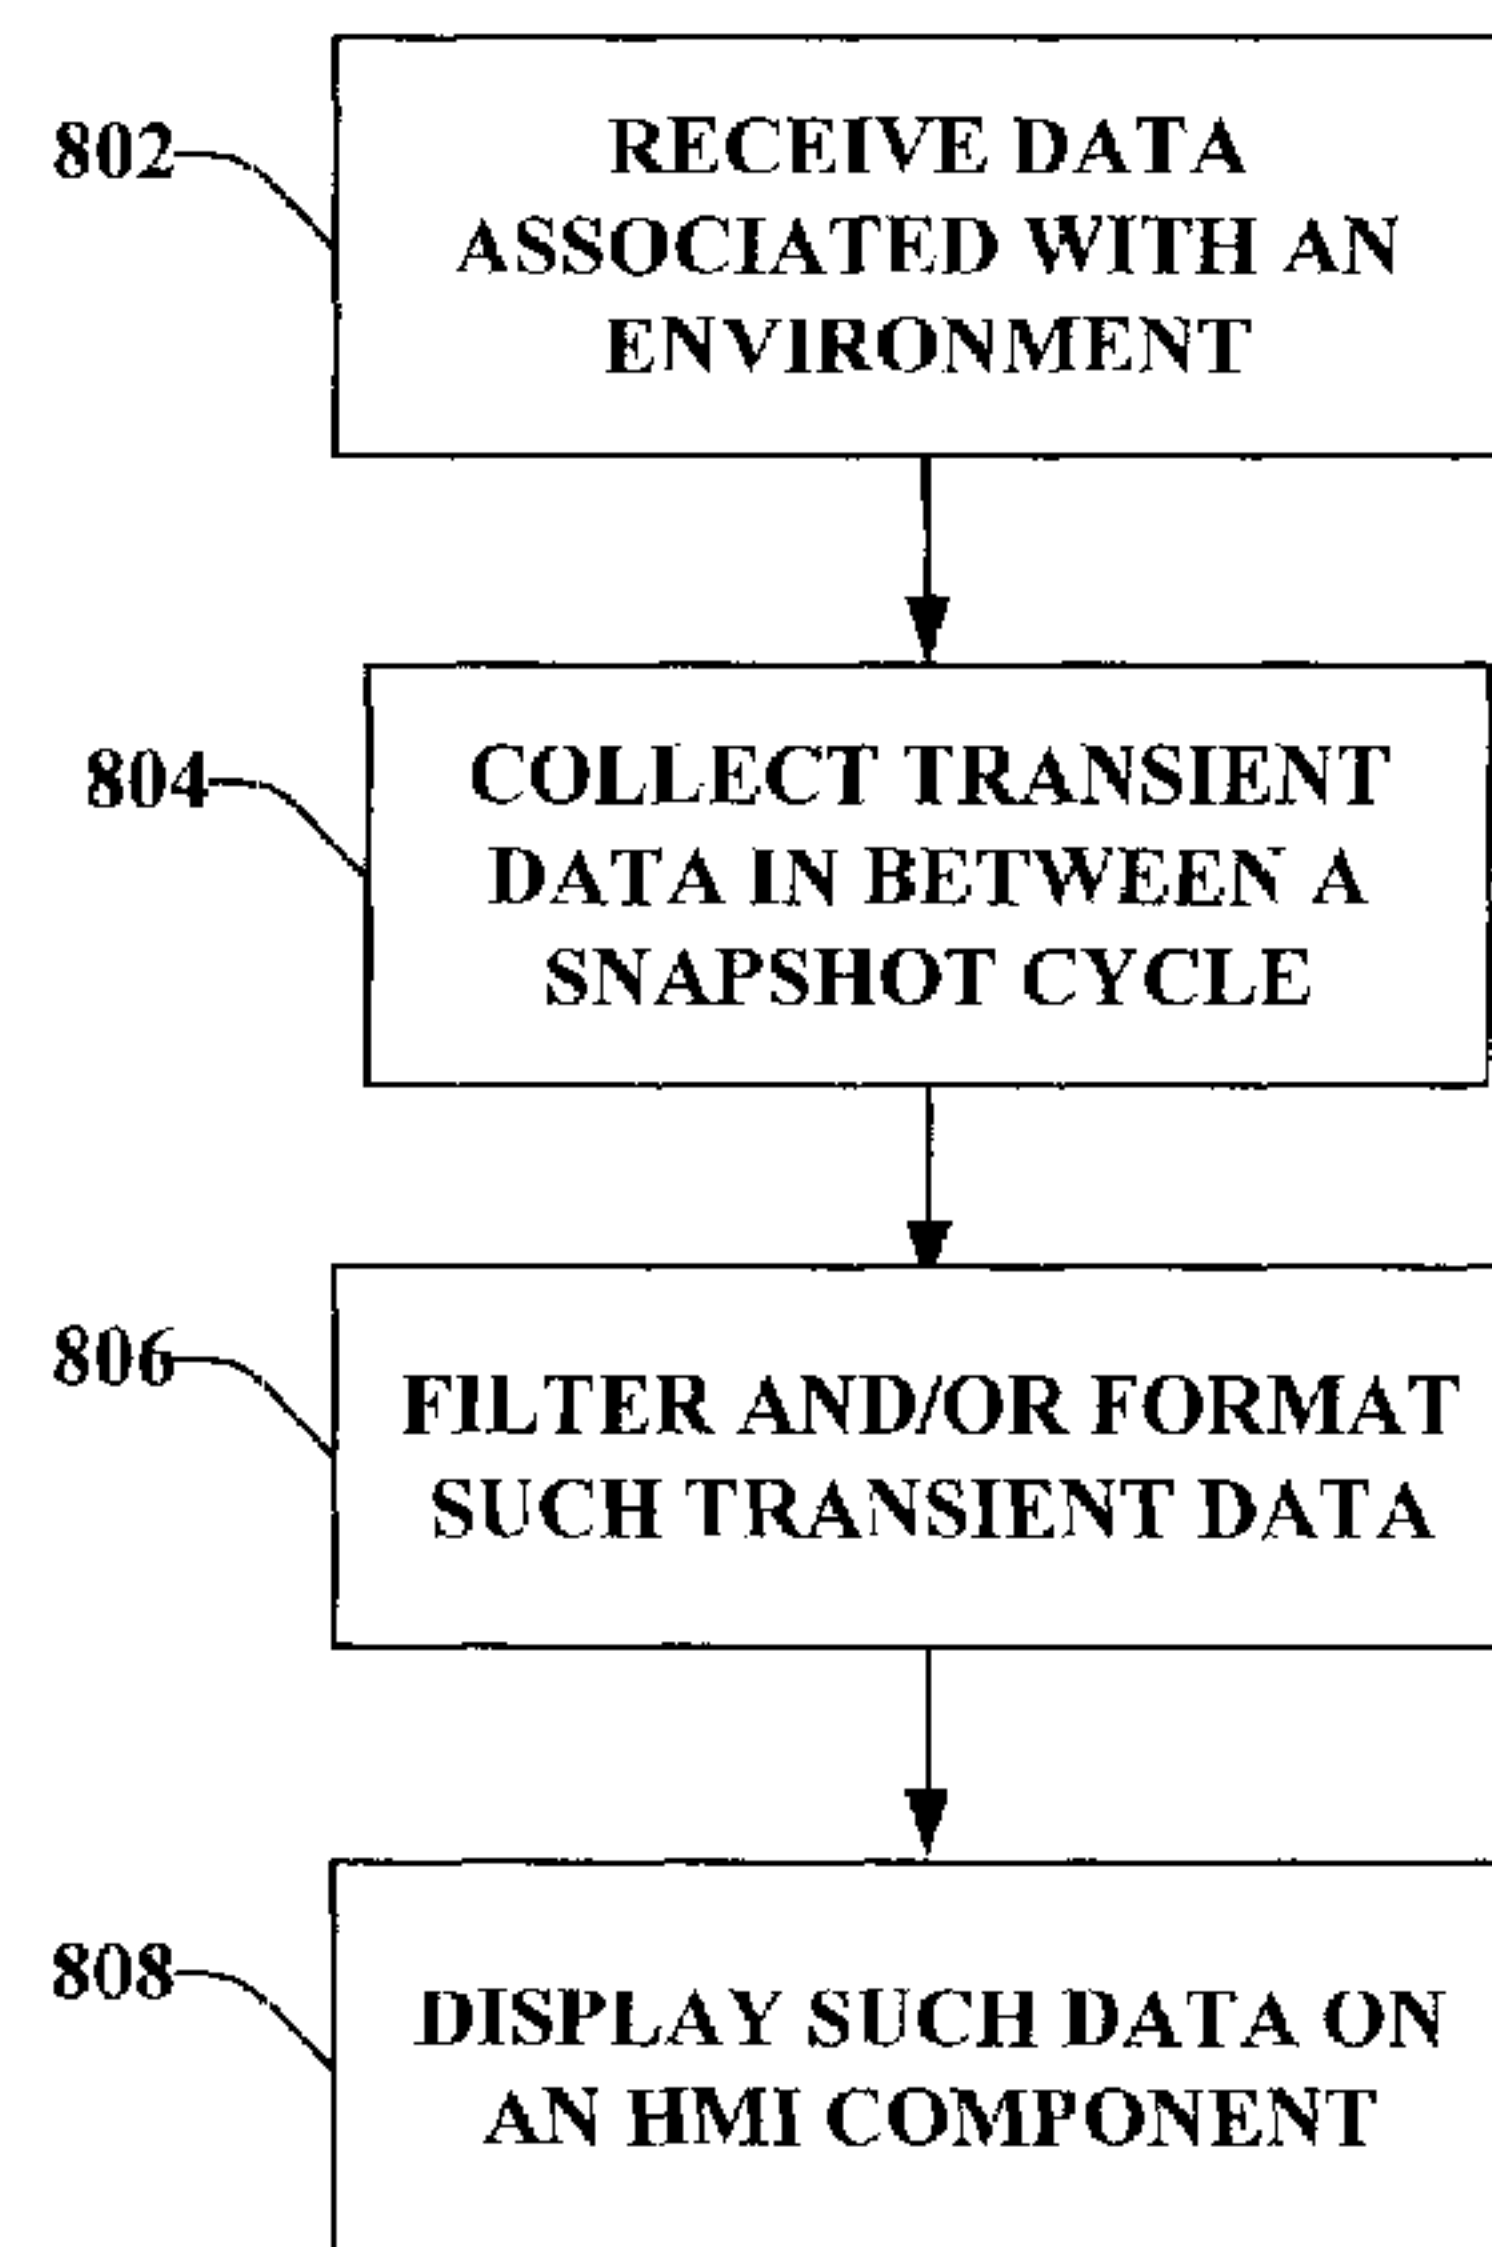 802
RECEIVE DATA
ASSOCIATED WITH AN
ENVIRONMENT
804
COLLECT TRANSIENT
DATA IN BETWEEN A
SNAPSHOT CYCLE
806
FILTER AND/OR FORMAT
SUCH TRANSIENT DATA
808
DISPLAY SUCH DATA ON
AN HMI COMPONENT